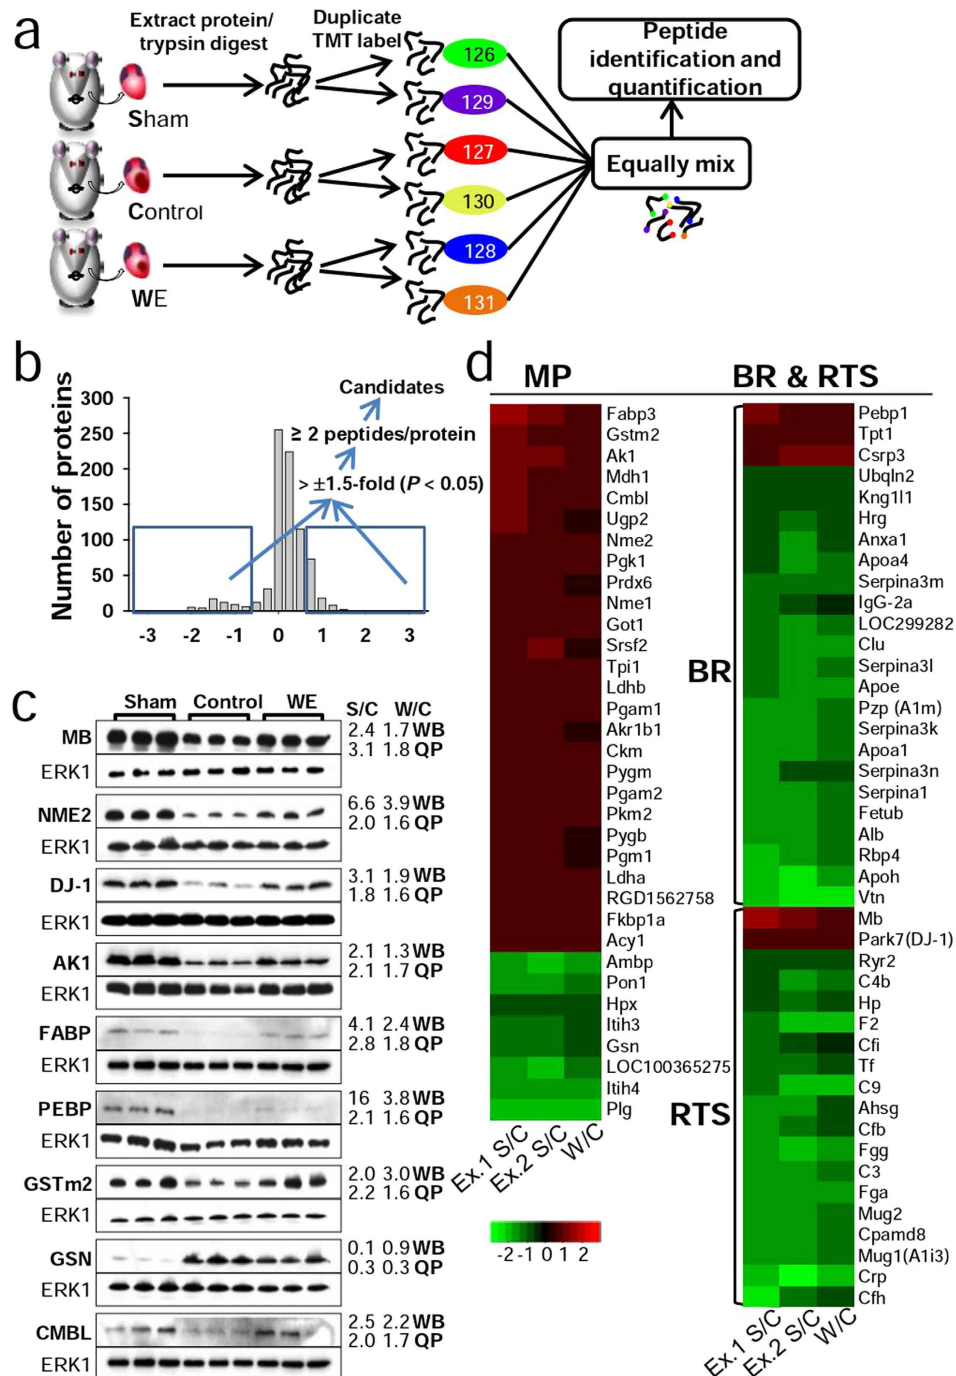 a
Extract protein/
trypsin digest
Duplicate
TMT label
Peptide
identification and
quantification
126
129
127
130
128
131
Sham
Control
WE
Equally mix
b
Number of proteins
300
250
200
150
100
50
0
-3 -2 -1 0 1 2 3
Candidates
≥ 2 peptides/protein
> ±1.5-fold (P < 0.05)
c
Sham Control WE S/C W/C
MB 2.4 1.7 WB
3.1 1.8 QP
ERK1
NME2 6.6 3.9 WB
2.0 1.6 QP
ERK1
DJ-1 3.1 1.9 WB
1.8 1.6 QP
ERK1
AK1 2.1 1.3 WB
2.1 1.7 QP
ERK1
FABP 4.1 2.4 WB
2.8 1.8 QP
ERK1
PEBP 16 3.8 WB
2.1 1.6 QP
ERK1
GSTm2 2.0 3.0 WB
2.2 1.6 QP
ERK1
GSN 0.1 0.9 WB
0.3 0.3 QP
ERK1
CMBL 2.5 2.2 WB
2.0 1.7 QP
ERK1
d
MP
Fabp3
Gstm2
Ak1
Mdh1
Cmbl
Ugp2
Nme2
Pgk1
Prdx6
Nme1
Got1
Srsf2
Tpi1
Ldhb
Pgam1
Akr1b1
Ckm
Pygm
Pgam2
Pkm2
Pygb
Pgm1
Ldha
RGD1562758
Fkbp1a
Acy1
Ambp
Pon1
Hpx
Itih3
Gsn
LOC100365275
Itih4
Plg
Ex.1 S/C
Ex.2 S/C
W/C
-2 -1 0 1 2
BR & RTS
BR
Pebp1
Tpt1
Csrp3
Ubqln2
Kng1l1
Hrg
Anxa1
Apoa4
Serpina3m
IgG-2a
LOC299282
Clu
Serpina3l
Apoe
Pzp (A1m)
Serpina3k
Apoa1
Serpina3n
Serpina1
Fetub
Alb
Rbp4
Apoh
Vtn
RTS
Mb
Park7(DJ-1)
Ryr2
C4b
Hp
F2
Cfi
Tf
C9
Ahsg
Cfb
Fgg
C3
Fga
Mug2
Cpamd8
Mug1(A1i3)
Crp
Cfh
Ex.1 S/C
Ex.2 S/C
W/C